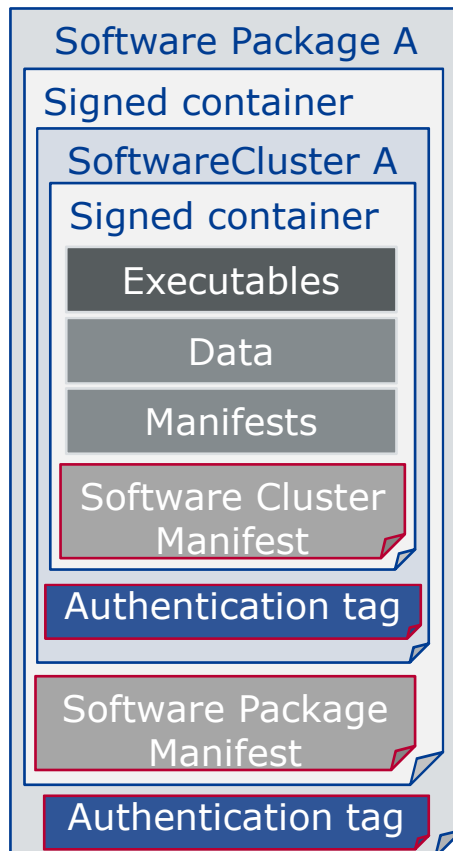 Software Package A
Signed container
SoftwareCluster A
Signed container
Executables
Data
Manifests
Software Cluster
Manifest
Authentication tag
Software Package
Manifest
Authentication tag